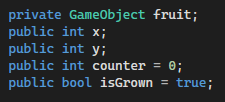 private GameObject fruit;
public int x;
public int y;
public int counter = 0;
public bool isGrown = true;